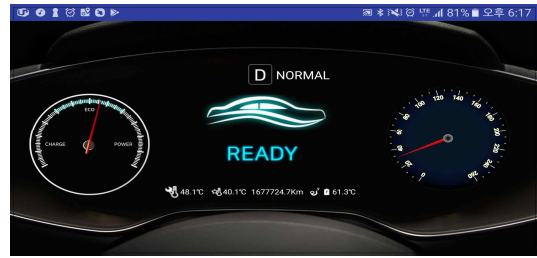 LTE 81% 오후 6:17
D NORMAL
100 120 140 160
80 180
60 200
40 220
20 240
0 260
ECO
CHARGE POWER
READY
48.1℃ 40.1℃ 1677724.7Km 61.3℃